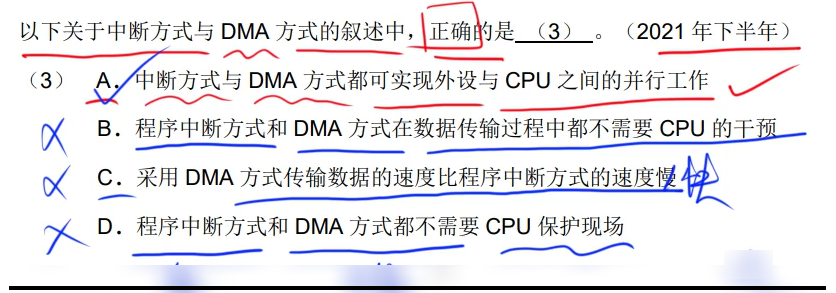 以下关于中断方式与 DMA 方式的叙述中，正确的是 （3） 。（2021 年下半年）
（3） A．中断方式与 DMA 方式都可实现外设与 CPU 之间的并行工作
B．程序中断方式和 DMA 方式在数据传输过程中都不需要 CPU 的干预
C．采用 DMA 方式传输数据的速度比程序中断方式的速度慢 快
D．程序中断方式和 DMA 方式都不需要 CPU 保护现场